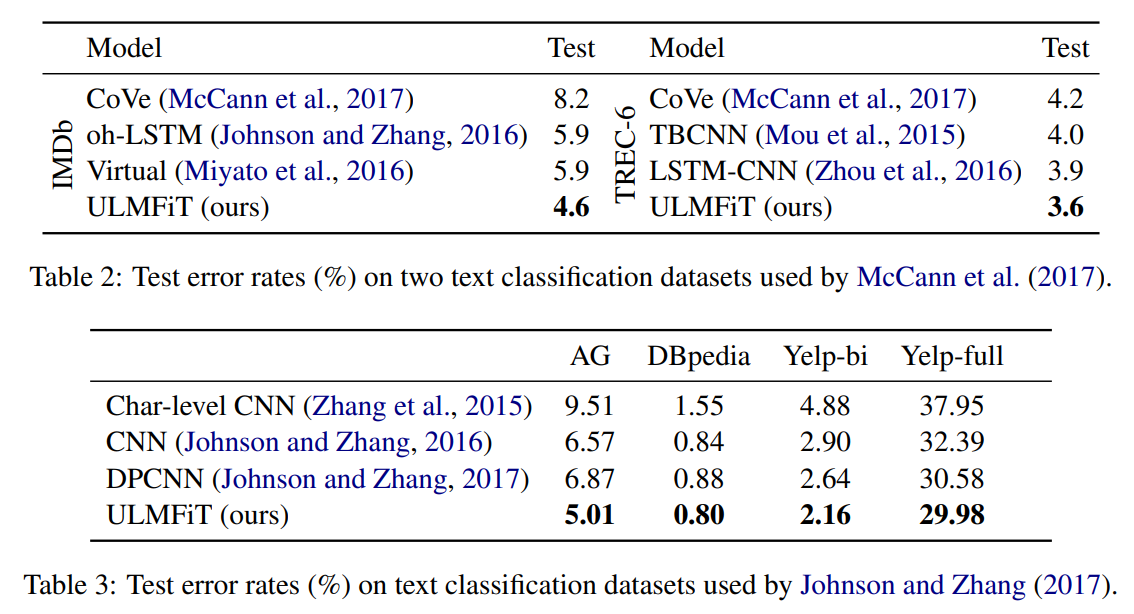 Model Test Model Test
IMDb
CoVe (McCann et al., 2017) 8.2
oh-LSTM (Johnson and Zhang, 2016) 5.9
Virtual (Miyato et al., 2016) 5.9
ULMFiT (ours) 4.6
TREC-6
CoVe (McCann et al., 2017) 4.2
TBCNN (Mou et al., 2015) 4.0
LSTM-CNN (Zhou et al., 2016) 3.9
ULMFiT (ours) 3.6
Table 2: Test error rates (%) on two text classification datasets used by McCann et al. (2017).
AG DBpedia Yelp-bi Yelp-full
Char-level CNN (Zhang et al., 2015) 9.51 1.55 4.88 37.95
CNN (Johnson and Zhang, 2016) 6.57 0.84 2.90 32.39
DPCNN (Johnson and Zhang, 2017) 6.87 0.88 2.64 30.58
ULMFiT (ours) 5.01 0.80 2.16 29.98
Table 3: Test error rates (%) on text classification datasets used by Johnson and Zhang (2017).